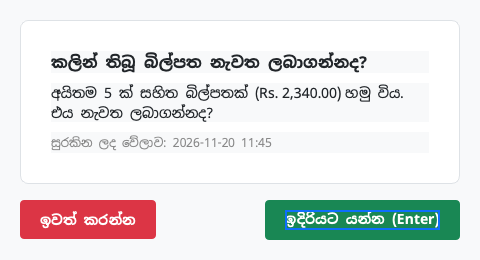 කලින් තිබූ බිල්පත නැවත ලබාගන්නද?
අයිතම 5 ක් සහිත බිල්පතක් (Rs. 2,340.00) හමු විය.
එය නැවත ලබාගන්නද?
සුරකින ලද වේලාව: 2026-11-20 11:45
ඉවත් කරන්න
ඉදිරියට යන්න (Enter)